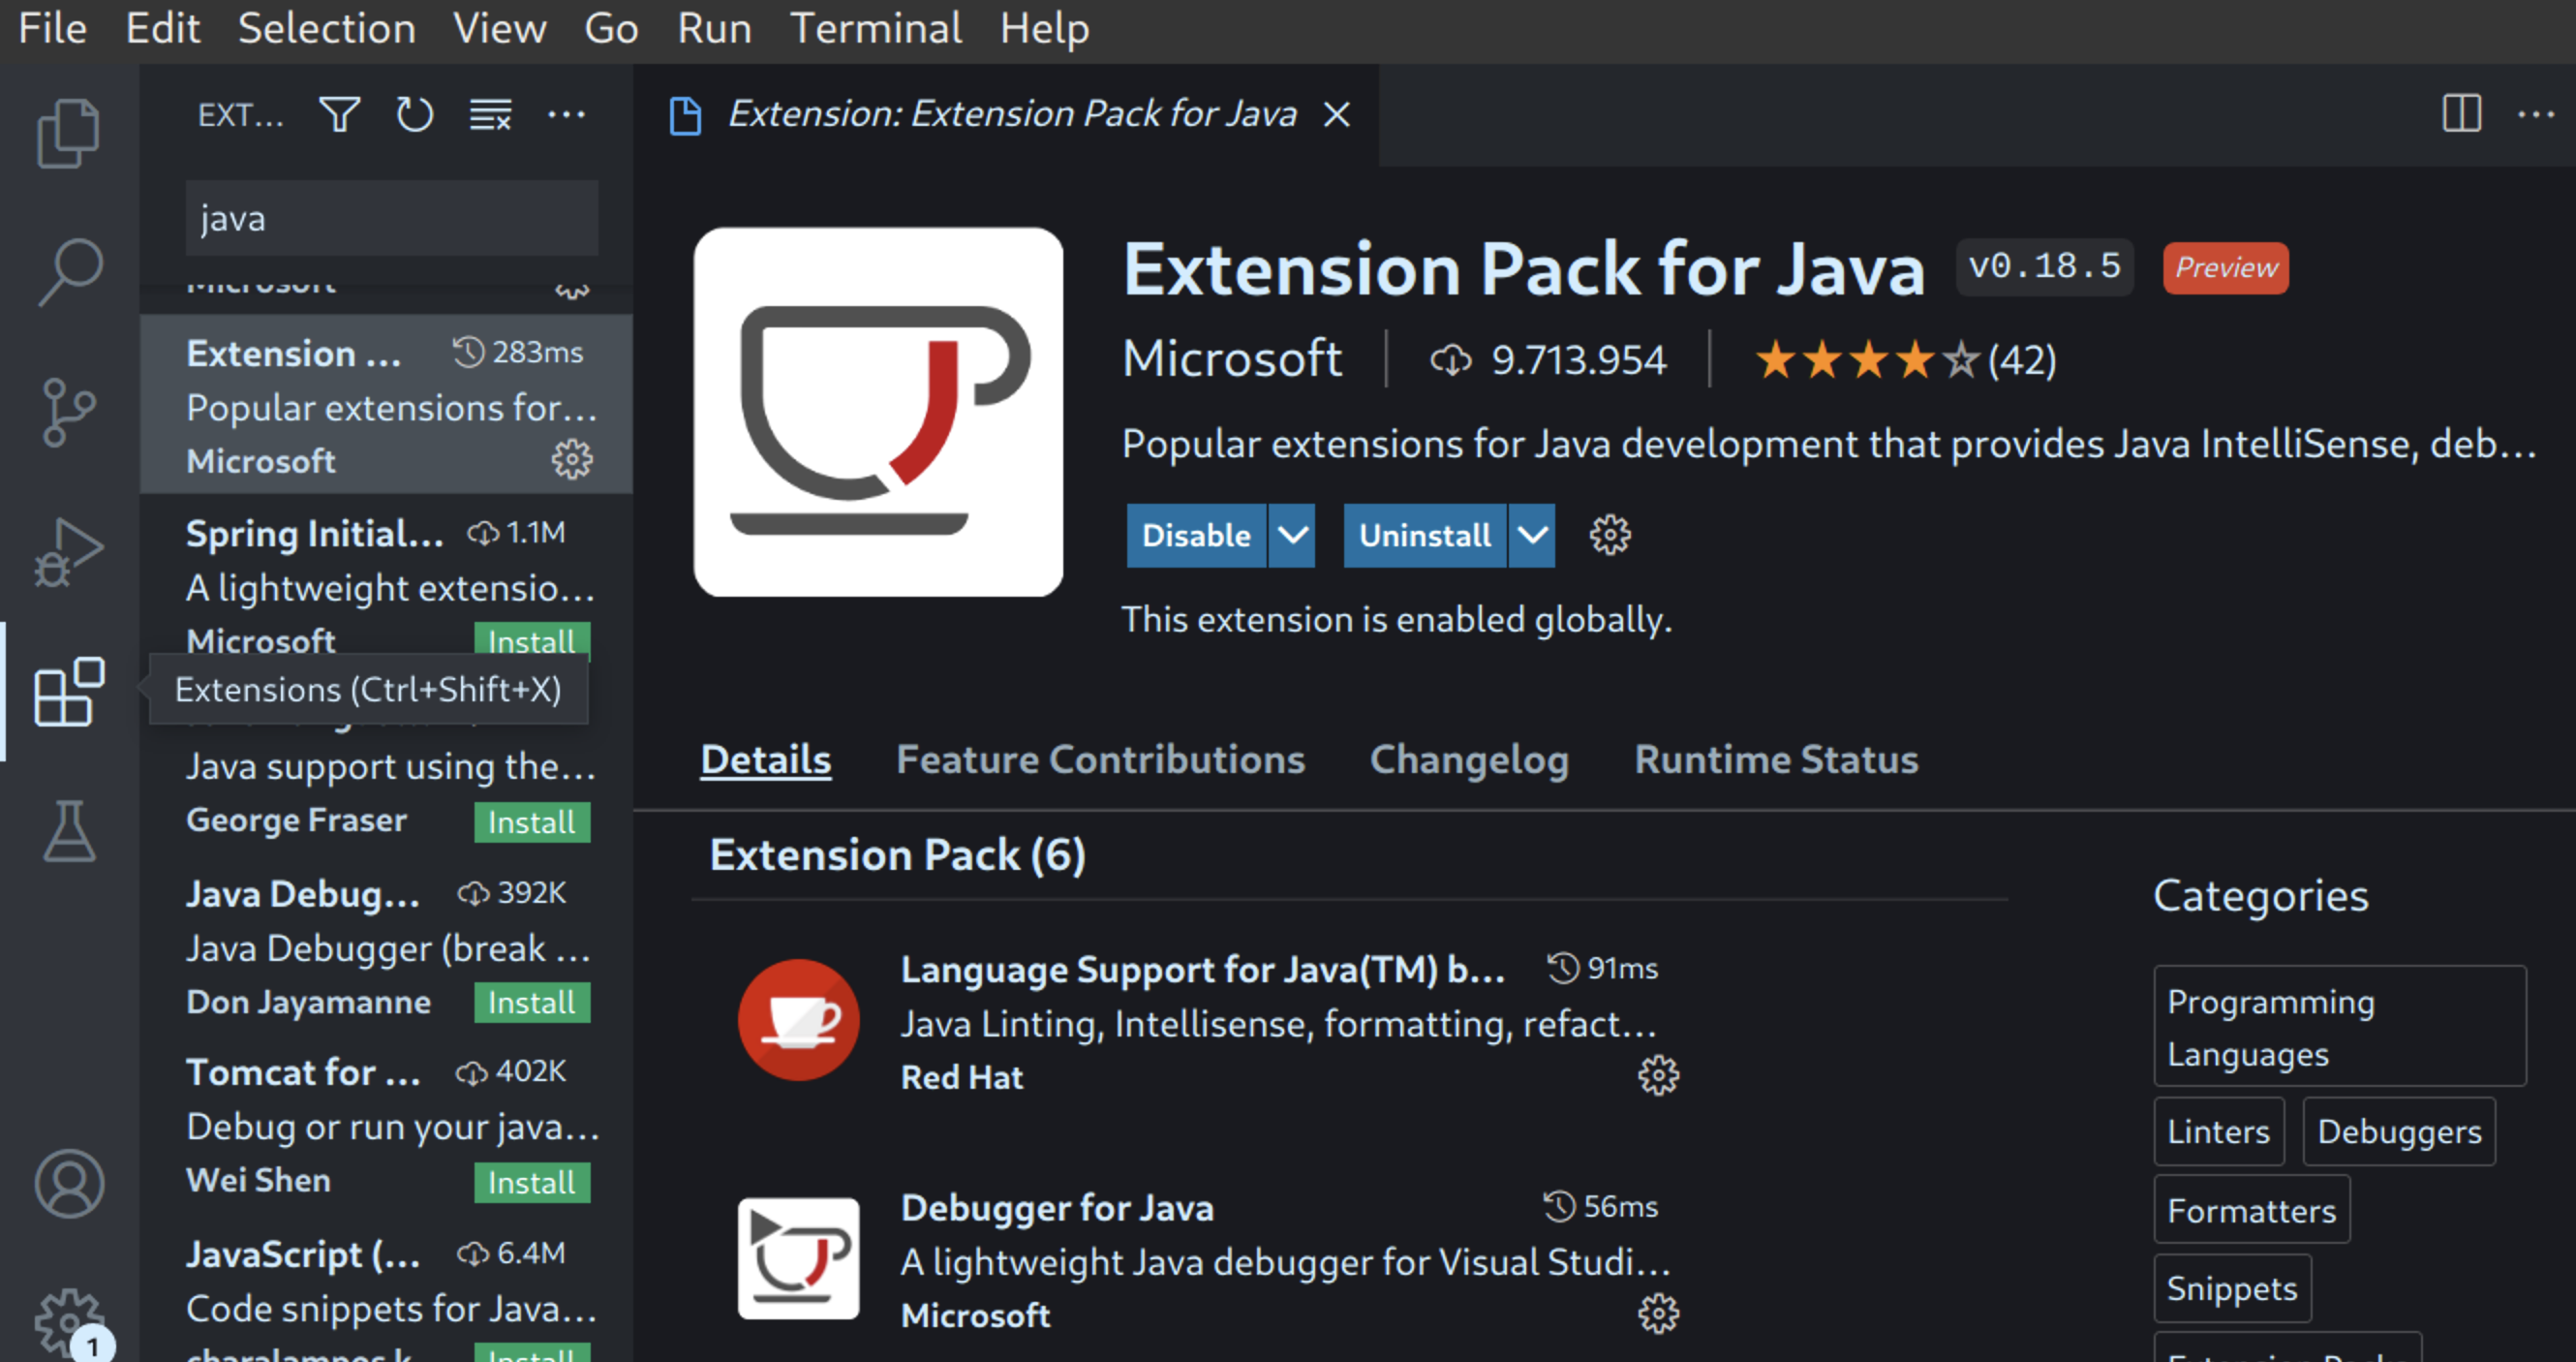 File Edit Selection View Go Run Terminal Help
EXT...
java
Microsoft
Extension ... 283ms
Popular extensions for...
Microsoft
Spring Initial... 1.1M
A lightweight extensio...
Microsoft Install
Extensions (Ctrl+Shift+X)
Java support using the...
George Fraser Install
Java Debug... 392K
Java Debugger (break ...
Don Jayamanne Install
Tomcat for ... 402K
Debug or run your java...
Wei Shen Install
JavaScript (... 6.4M
Code snippets for Java...
charalampos k Install
1
Extension: Extension Pack for Java
Extension Pack for Java v0.18.5 Preview
Microsoft 9.713.954 (42)
Popular extensions for Java development that provides Java IntelliSense, deb...
Disable Uninstall
This extension is enabled globally.
Details Feature Contributions Changelog Runtime Status
Extension Pack (6)
Language Support for Java(TM) b... 91ms
Java Linting, Intellisense, formatting, refact...
Red Hat
Debugger for Java 56ms
A lightweight Java debugger for Visual Studi...
Microsoft
Categories
Programming
Languages
Linters Debuggers
Formatters
Snippets
Extension Packs